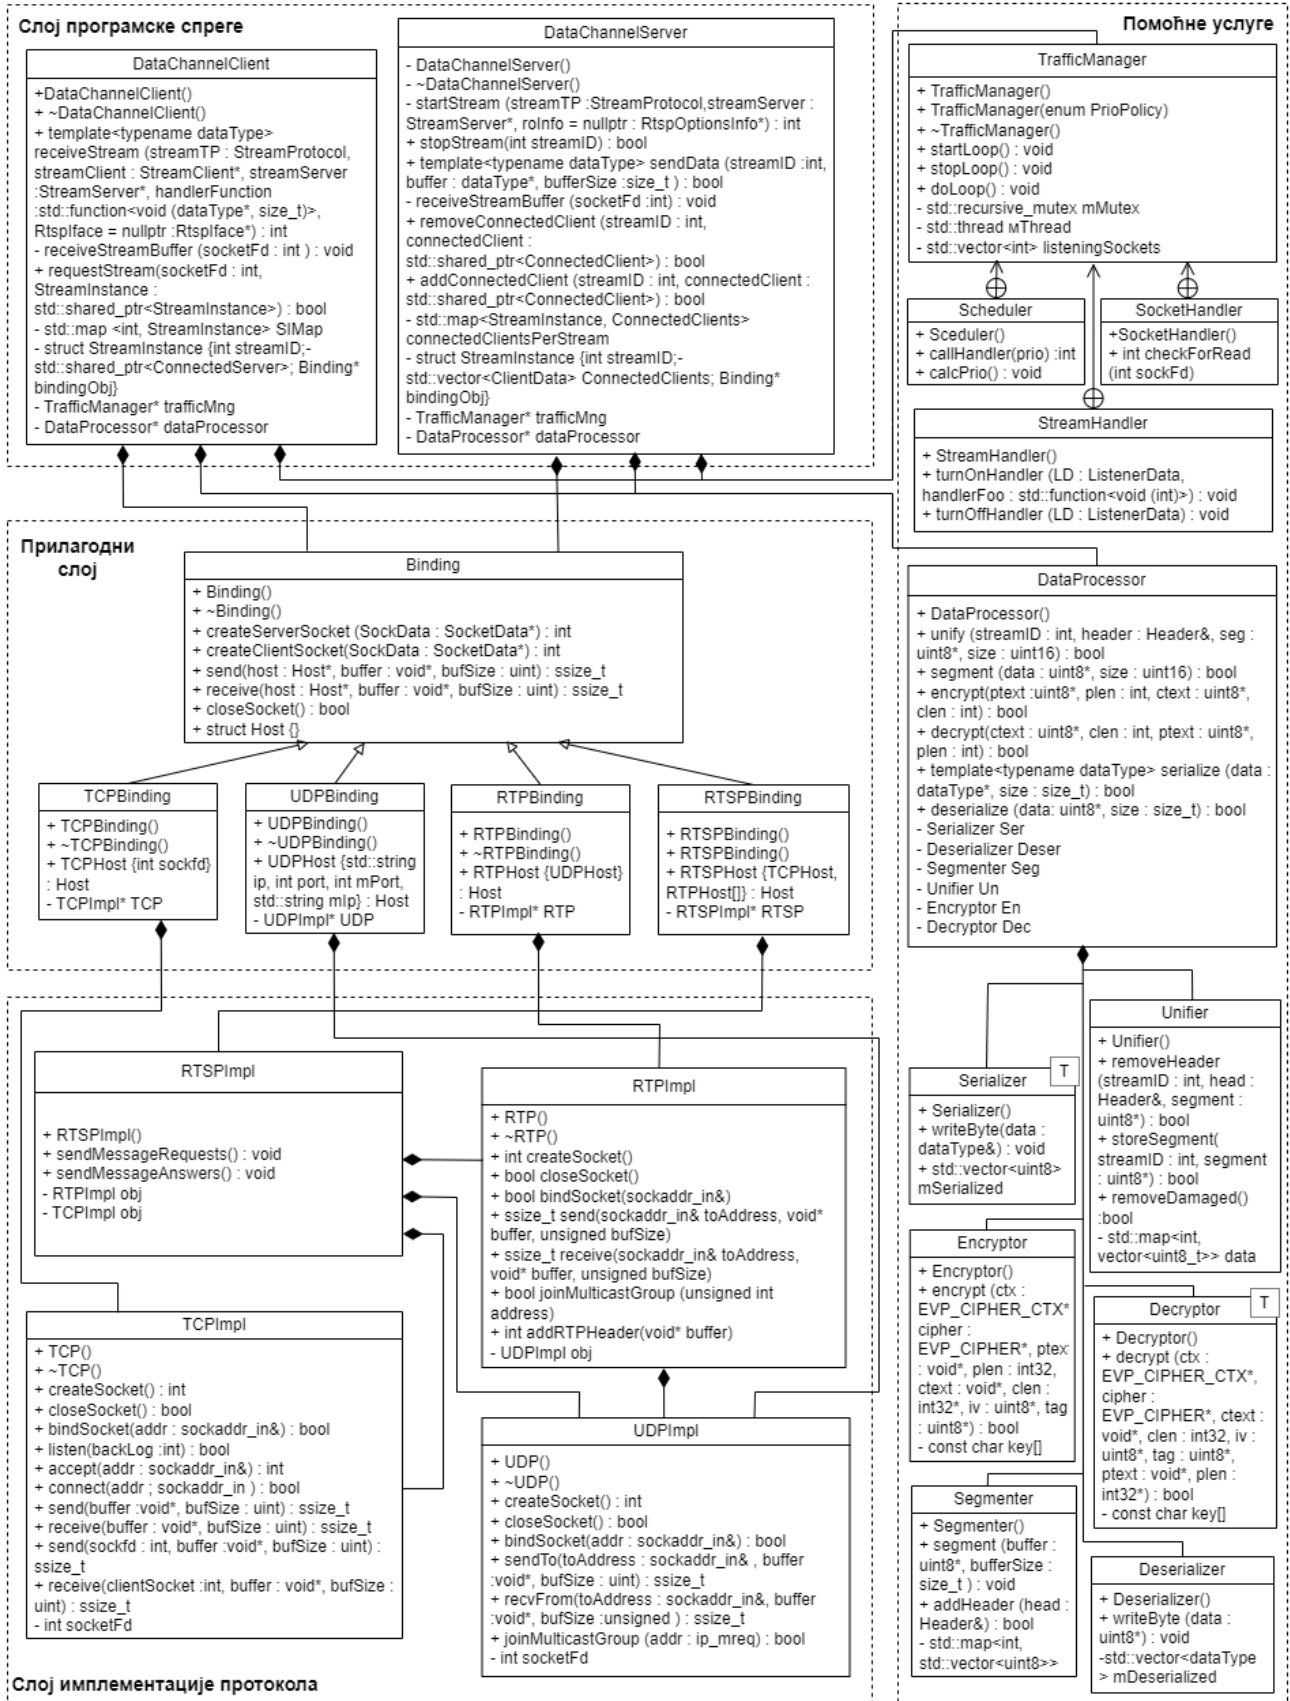 Слој програмске спреге
DataChannelClient
+DataChannelClient()
+ ~DataChannelClient()
+ template<typename dataType>
receiveStream (streamTP : StreamProtocol,
streamClient : StreamClient*, streamServer
:StreamServer*, handlerFunction
:std::function<void (dataType*, size_t)>,
RtspIface = nullptr :RtspIface*) : int
- receiveStreamBuffer (socketFd : int ) : void
+ requestStream(socketFd : int,
StreamInstance :
std::shared_ptr<StreamInstance>) : bool
- std::map <int, StreamInstance> SIMap
- struct StreamInstance {int streamID;-
std::shared_ptr<ConnectedServer>; Binding*
bindingObj}
- TrafficManager* trafficMng
- DataProcessor* dataProcessor
DataChannelServer
- DataChannelServer()
- ~DataChannelServer()
- startStream (streamTP :StreamProtocol,streamServer :
StreamServer*, roInfo = nullptr : RtspOptionsInfo*) : int
+ stopStream(int streamID) : bool
+ template<typename dataType> sendData (streamID :int,
buffer : dataType*, bufferSize :size_t ) : bool
- receiveStreamBuffer (socketFd :int) : void
+ removeConnectedClient (streamID : int,
connectedClient :
std::shared_ptr<ConnectedClient>) : bool
+ addConnectedClient (streamID : int, connectedClient :
std::shared_ptr<ConnectedClient>) : bool
- std::map<StreamInstance, ConnectedClients>
connectedClientsPerStream
- struct StreamInstance {int streamID;-
std::vector<ClientData> ConnectedClients; Binding*
bindingObj}
- TrafficManager* trafficMng
- DataProcessor* dataProcessor
Помоћне услуге
TrafficManager
+ TrafficManager()
+ TrafficManager(enum PrioPolicy)
+ ~TrafficManager()
+ startLoop() : void
+ stopLoop() : void
+ doLoop() : void
- std::recursive_mutex mMutex
- std::thread мThread
- std::vector<int> listeningSockets
Scheduler
+ Sceduler()
+ callHandler(prio) :int
+ calcPrio() : void
SocketHandler
+SocketHandler()
+ int checkForRead
(int sockFd)
StreamHandler
+ StreamHandler()
+ turnOnHandler (LD : ListenerData,
handlerFoo : std::function<void (int)>) : void
+ turnOffHandler (LD : ListenerData) : void
Прилагодни
слој
Binding
+ Binding()
+ ~Binding()
+ createServerSocket (SockData : SocketData*) : int
+ createClientSocket(SockData : SocketData*) : int
+ send(host : Host*, buffer : void*, bufSize : uint) : ssize_t
+ receive(host : Host*, buffer : void*, bufSize : uint) : ssize_t
+ closeSocket() : bool
+ struct Host {}
TCPBinding
+ TCPBinding()
+ ~TCPBinding()
+ TCPHost {int sockfd}
: Host
- TCPImpl* TCP
UDPBinding
+ UDPBinding()
+ ~UDPBinding()
+ UDPHost {std::string
ip, int port, int mPort,
std::string mIp} : Host
- UDPImpl* UDP
RTPBinding
+ RTPBinding()
+ ~RTPBinding()
+ RTPHost {UDPHost}
: Host
- RTPImpl* RTP
RTSPBinding
+ RTSPBinding()
+ RTSPBinding()
+ RTSPHost {TCPHost,
RTPHost[]} : Host
- RTSPImpl* RTSP
DataProcessor
+ DataProcessor()
+ unify (streamID : int, header : Header&, seg :
uint8*, size : uint16) : bool
+ segment (data : uint8*, size : uint16) : bool
+ encrypt(ptext :uint8*, plen : int, ctext : uint8*,
clen : int) : bool
+ decrypt(ctext : uint8*, clen : int, ptext : uint8*,
plen : int) : bool
+ template<typename dataType> serialize (data :
dataType*, size : size_t) : bool
+ deserialize (data: uint8*, size : size_t) : bool
- Serializer Ser
- Deserializer Deser
- Segmenter Seg
- Unifier Un
- Encryptor En
- Decryptor Dec
RTSPImpl
+ RTSPImpl()
+ sendMessageRequests() : void
+ sendMessageAnswers() : void
- RTPImpl obj
- TCPImpl obj
RTPImpl
+ RTP()
+ ~RTP()
+ int createSocket()
+ bool closeSocket()
+ bool bindSocket(sockaddr_in&)
+ ssize_t send(sockaddr_in& toAddress, void*
buffer, unsigned bufSize)
+ ssize_t receive(sockaddr_in& toAddress,
void* buffer, unsigned bufSize)
+ bool joinMulticastGroup (unsigned int
address)
+ int addRTPHeader(void* buffer)
- UDPImpl obj
TCPImpl
+ TCP()
+ ~TCP()
+ createSocket() : int
+ closeSocket() : bool
+ bindSocket(addr : sockaddr_in&) : bool
+ listen(backLog :int) : bool
+ accept(addr : sockaddr_in&) : int
+ connect(addr ; sockaddr_in ) : bool
+ send(buffer :void*, bufSize : uint) : ssize_t
+ receive(buffer : void*, bufSize : uint) : ssize_t
+ send(sockfd : int, buffer :void*, bufSize : uint) :
ssize_t
+ receive(clientSocket :int, buffer : void*, bufSize :
uint) : ssize_t
- int socketFd
UDPImpl
+ UDP()
+ ~UDP()
+ createSocket() : int
+ closeSocket() : bool
+ bindSocket(addr : sockaddr_in&) : bool
+ sendTo(toAddress : sockaddr_in& , buffer
:void*, bufSize : uint) : ssize_t
+ recvFrom(toAddress : sockaddr_in&, buffer
:void*, bufSize :unsigned ) : ssize_t
+ joinMulticastGroup (addr : ip_mreq) : bool
- int socketFd
Слој имплементације протокола
Serializer
T
+ Serializer()
+ writeByte(data :
dataType&) : void
+ std::vector<uint8>
mSerialized
Unifier
+ Unifier()
+ removeHeader
(streamID : int, head :
Header&, segment :
uint8*) : bool
+ storeSegment(
streamID : int, segment
: uint8*) : bool
+ removeDamaged()
:bool
- std::map<int,
vector<uint8_t>> data
Encryptor
+ Encryptor()
+ encrypt (ctx :
EVP_CIPHER_CTX*
cipher :
EVP_CIPHER*, ptext
: void*, plen : int32,
ctext : void*, clen :
int32*, iv : uint8*, tag
: uint8*) : bool
- const char key[]
Decryptor
T
+ Decryptor()
+ decrypt (ctx :
EVP_CIPHER_CTX*,
cipher :
EVP_CIPHER*, ctext :
void*, clen : int32, iv :
uint8*, tag : uint8*,
ptext : void*, plen :
int32*) : bool
- const char key[]
Segmenter
+ Segmenter()
+ segment (buffer :
uint8*, bufferSize :
size_t ) : void
+ addHeader (head :
Header&) : bool
- std::map<int,
std::vector<uint8>>
Deserializer
+ Deserializer()
+ writeByte (data :
uint8*) : void
-std::vector<dataType
> mDeserialized